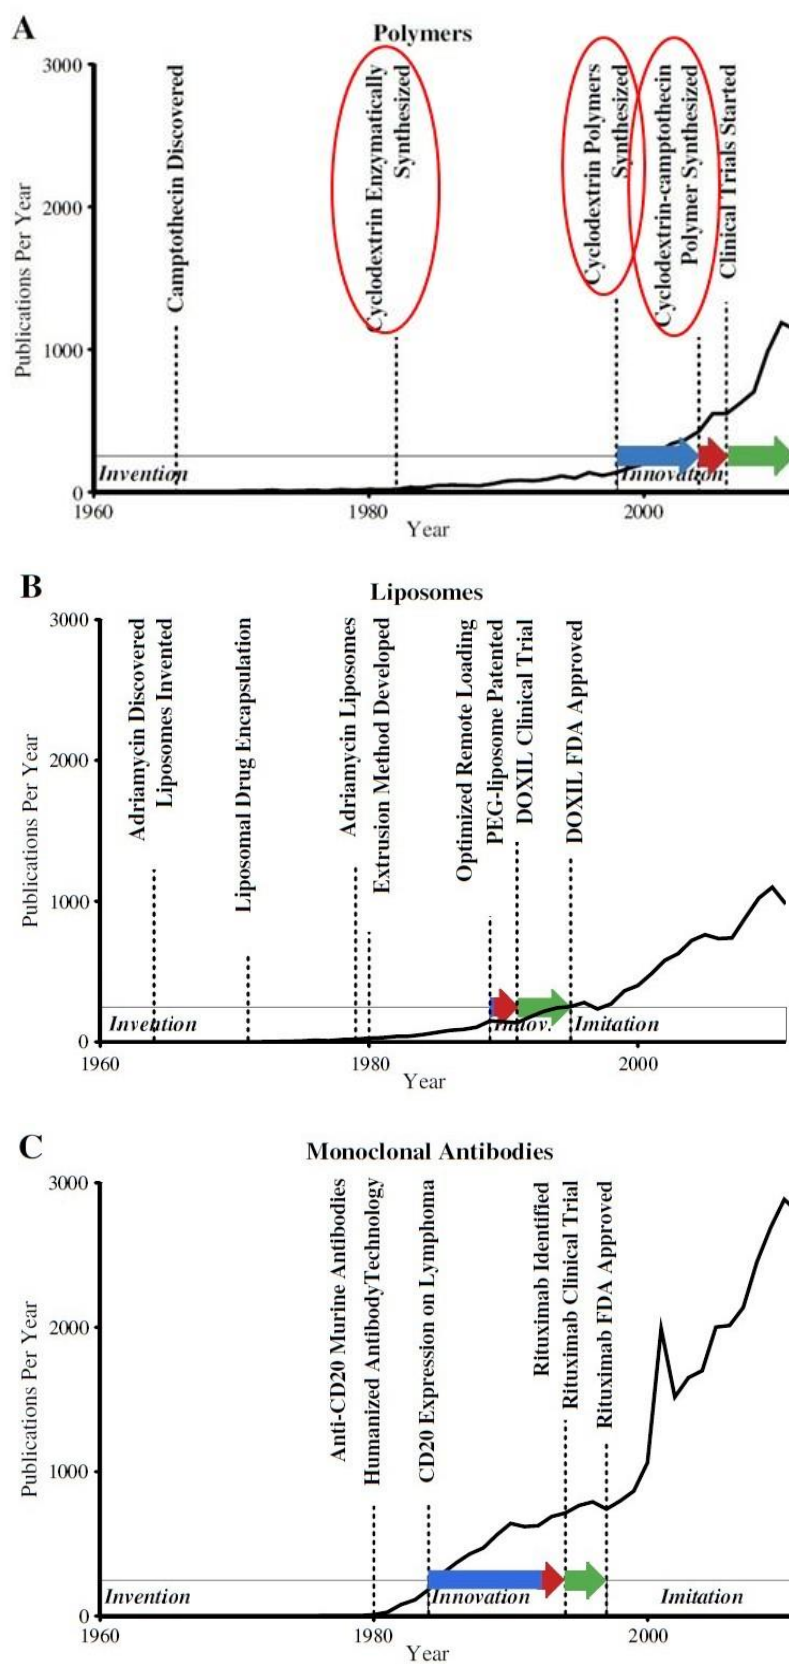 A
Polymers
Publications Per Year
3000
2000
1000
0
Camptothecin Discovered
Cyclodextrin Enzymatically
Synthesized
Cyclodextrin Polymers
Synthesized
Cyclodextrin-camptothecin
Polymer Synthesized
Clinical Trials Started
Invention
Innovation
1960
1980
2000
Year
B
Liposomes
Publications Per Year
3000
2000
1000
0
Adriamycin Discovered
Liposomes Invented
Liposomal Drug Encapsulation
Adriamycin Liposomes
Extrusion Method Developed
Optimized Remote Loading
PEG-liposome Patented
DOXIL Clinical Trial
DOXIL FDA Approved
Invention
Innov.
Imitation
1960
1980
2000
Year
C
Monoclonal Antibodies
Publications Per Year
3000
2000
1000
0
Anti-CD20 Murine Antibodies
Humanized AntibodyTechnology
CD20 Expression on Lymphoma
Rituximab Identified
Rituximab Clinical Trial
Rituximab FDA Approved
Invention
Innovation
Imitation
1960
1980
2000
Year